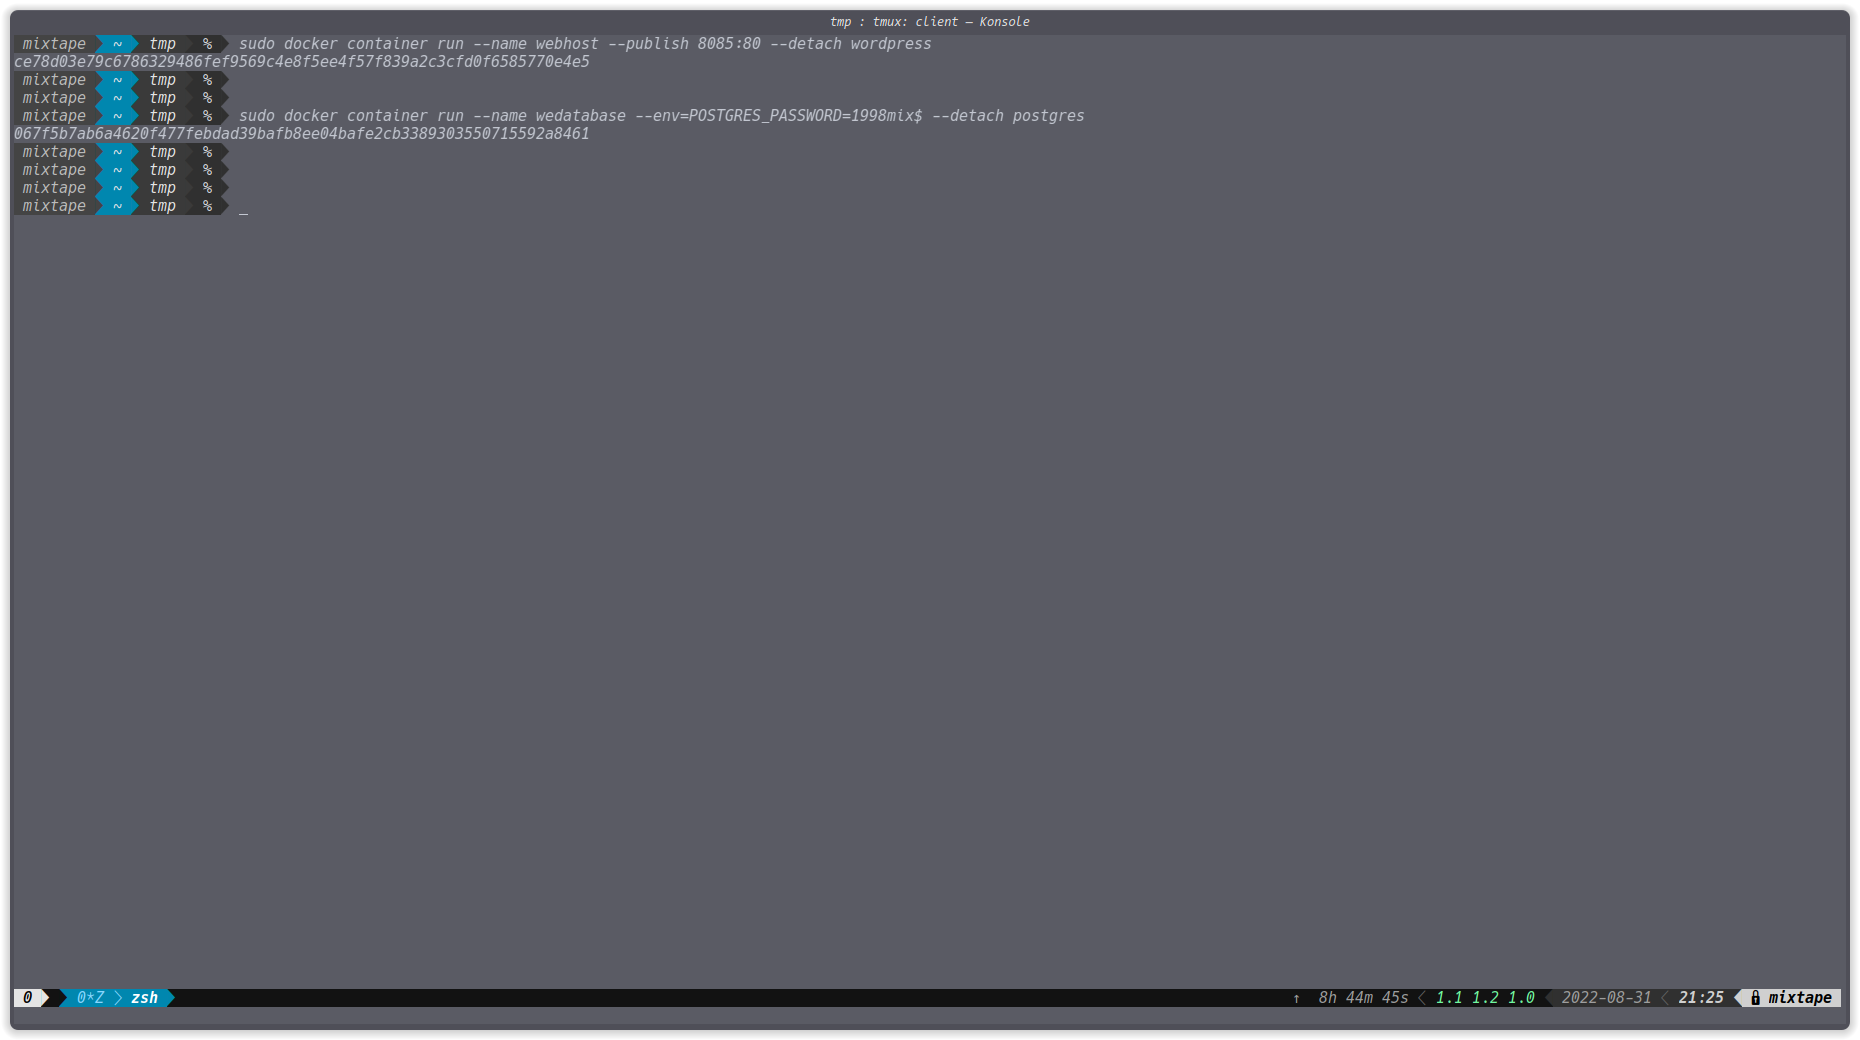 tmp : tmux: client — Konsole
mixtape ~ tmp % sudo docker container run --name webhost --publish 8085:80 --detach wordpress
ce78d03e79c6786329486fef9569c4e8f5ee4f57f839a2c3cfd0f6585770e4e5
mixtape ~ tmp %
mixtape ~ tmp %
mixtape ~ tmp % sudo docker container run --name wedatabase --env=POSTGRES_PASSWORD=1998mix$ --detach postgres
067f5b7ab6a4620f477febdad39bafb8ee04bafe2cb3389303550715592a8461
mixtape ~ tmp %
mixtape ~ tmp %
mixtape ~ tmp %
mixtape ~ tmp % _
0 0*Z zsh ↑ 8h 44m 45s 1.1 1.2 1.0 2022-08-31 21:25 mixtape